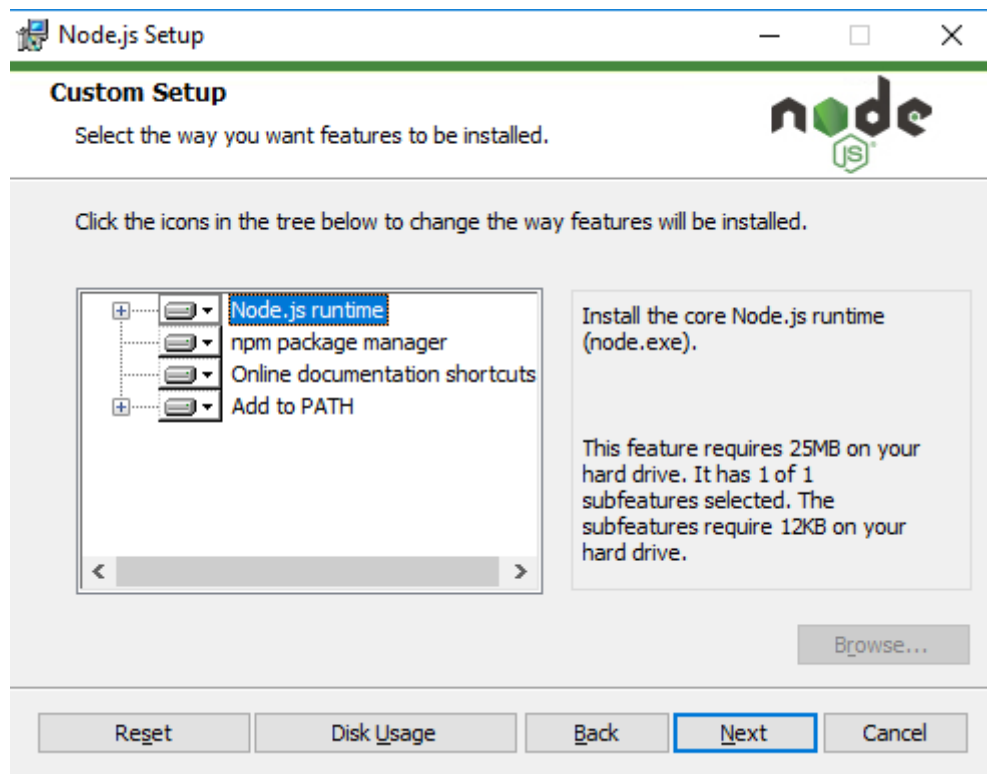 Node.js Setup
Custom Setup
Select the way you want features to be installed.
node
JS
Click the icons in the tree below to change the way features will be installed.
Node.js runtime
npm package manager
Online documentation shortcuts
Add to PATH
Install the core Node.js runtime
(node.exe).
This feature requires 25MB on your
hard drive. It has 1 of 1
subfeatures selected. The
subfeatures require 12KB on your
hard drive.
Browse...
Reset
Disk Usage
Back
Next
Cancel